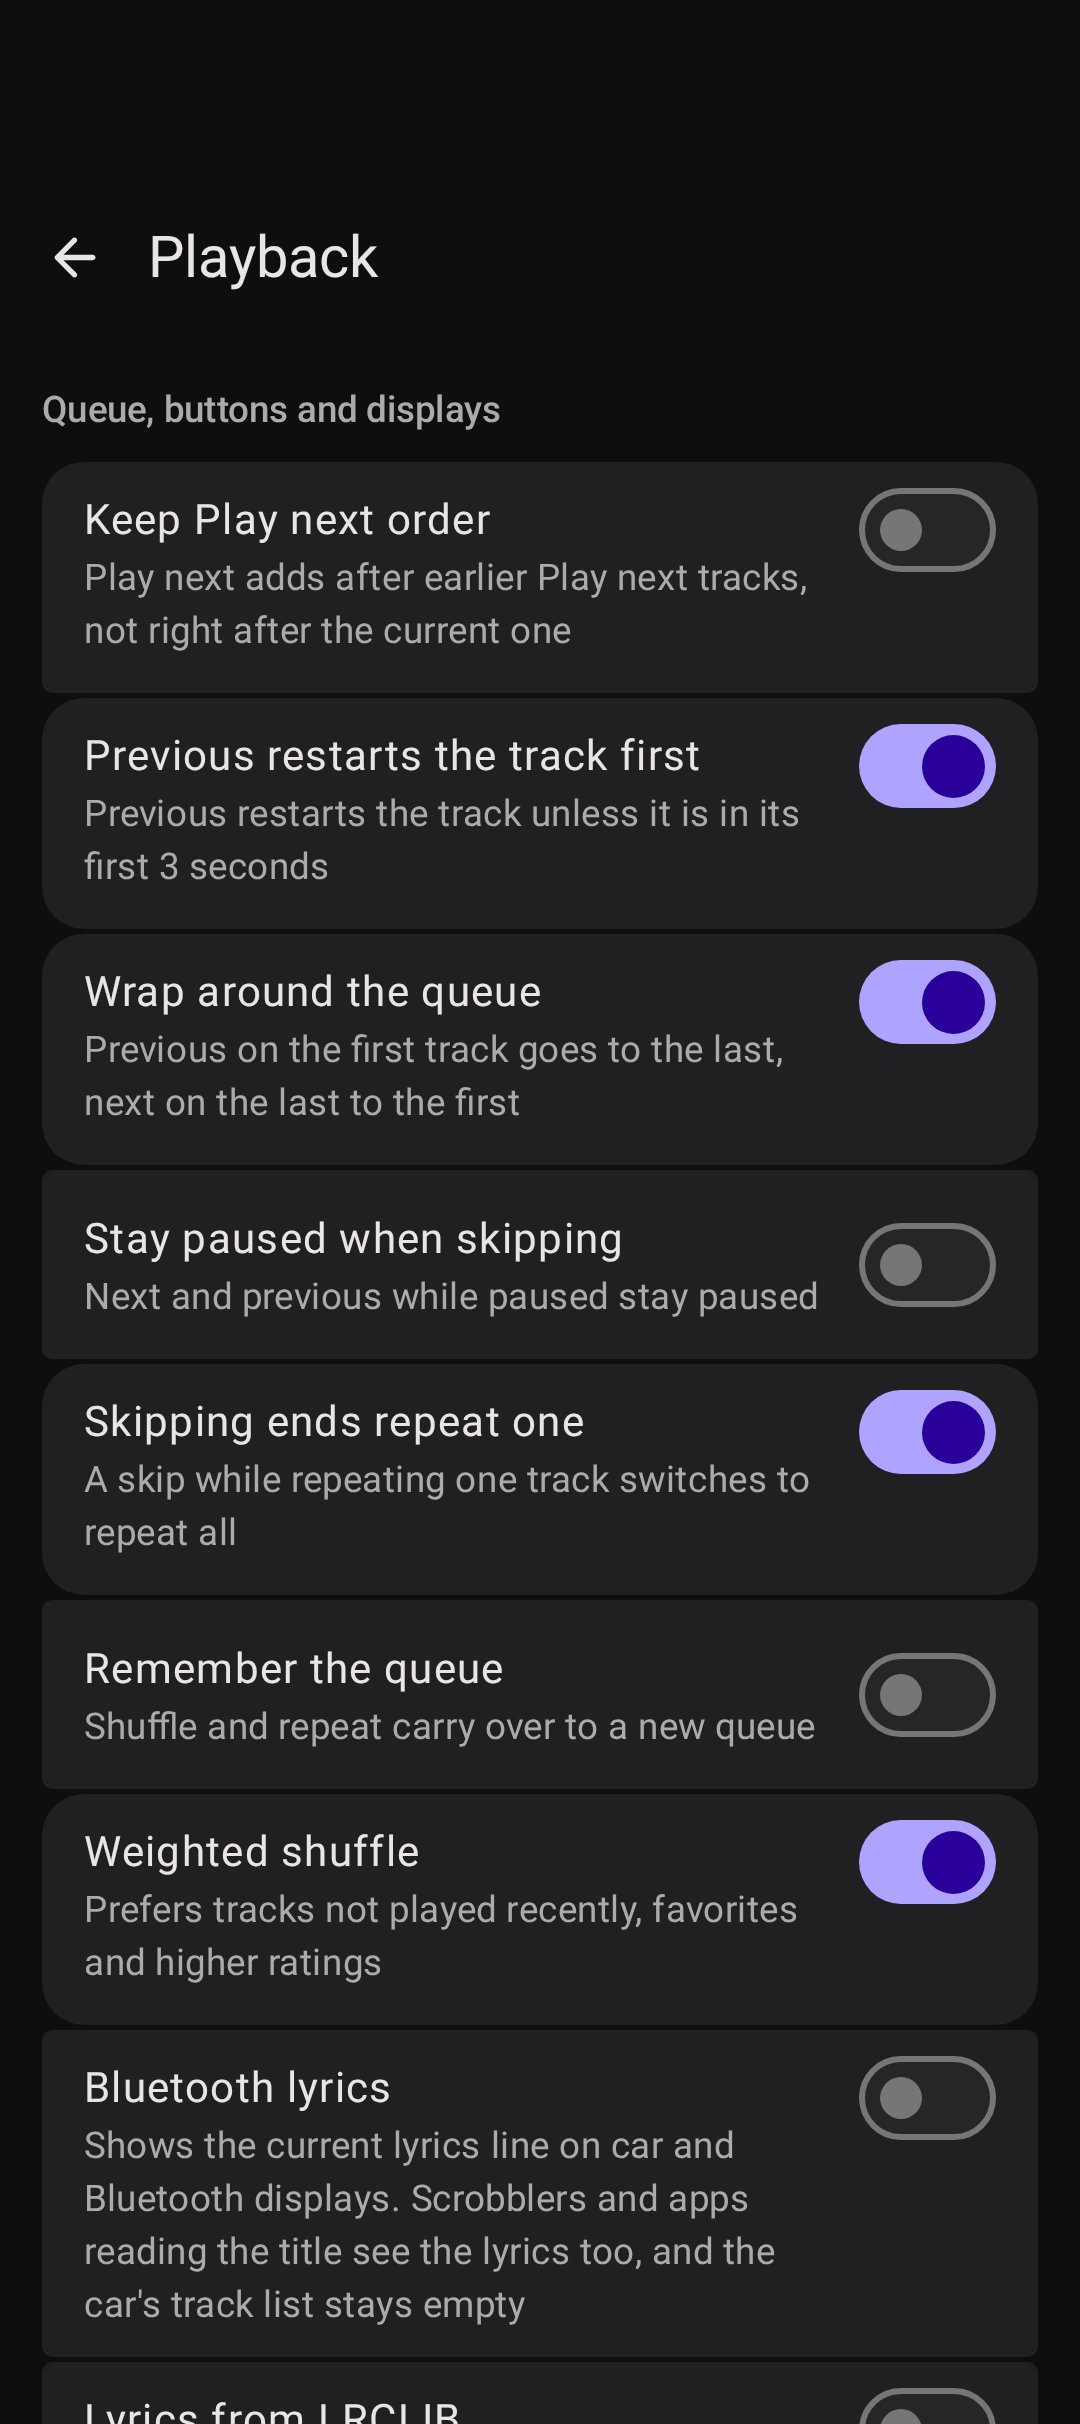 Playback
Queue, buttons and displays
Keep Play next order
Play next adds after earlier Play next tracks,
not right after the current one
Previous restarts the track first
Previous restarts the track unless it is in its
first 3 seconds
Wrap around the queue
Previous on the first track goes to the last,
next on the last to the first
Stay paused when skipping
Next and previous while paused stay paused
Skipping ends repeat one
A skip while repeating one track switches to
repeat all
Remember the queue
Shuffle and repeat carry over to a new queue
Weighted shuffle
Prefers tracks not played recently, favorites
and higher ratings
Bluetooth lyrics
Shows the current lyrics line on car and
Bluetooth displays. Scrobblers and apps
reading the title see the lyrics too, and the
car's track list stays empty
Lyrics from LRCLIB